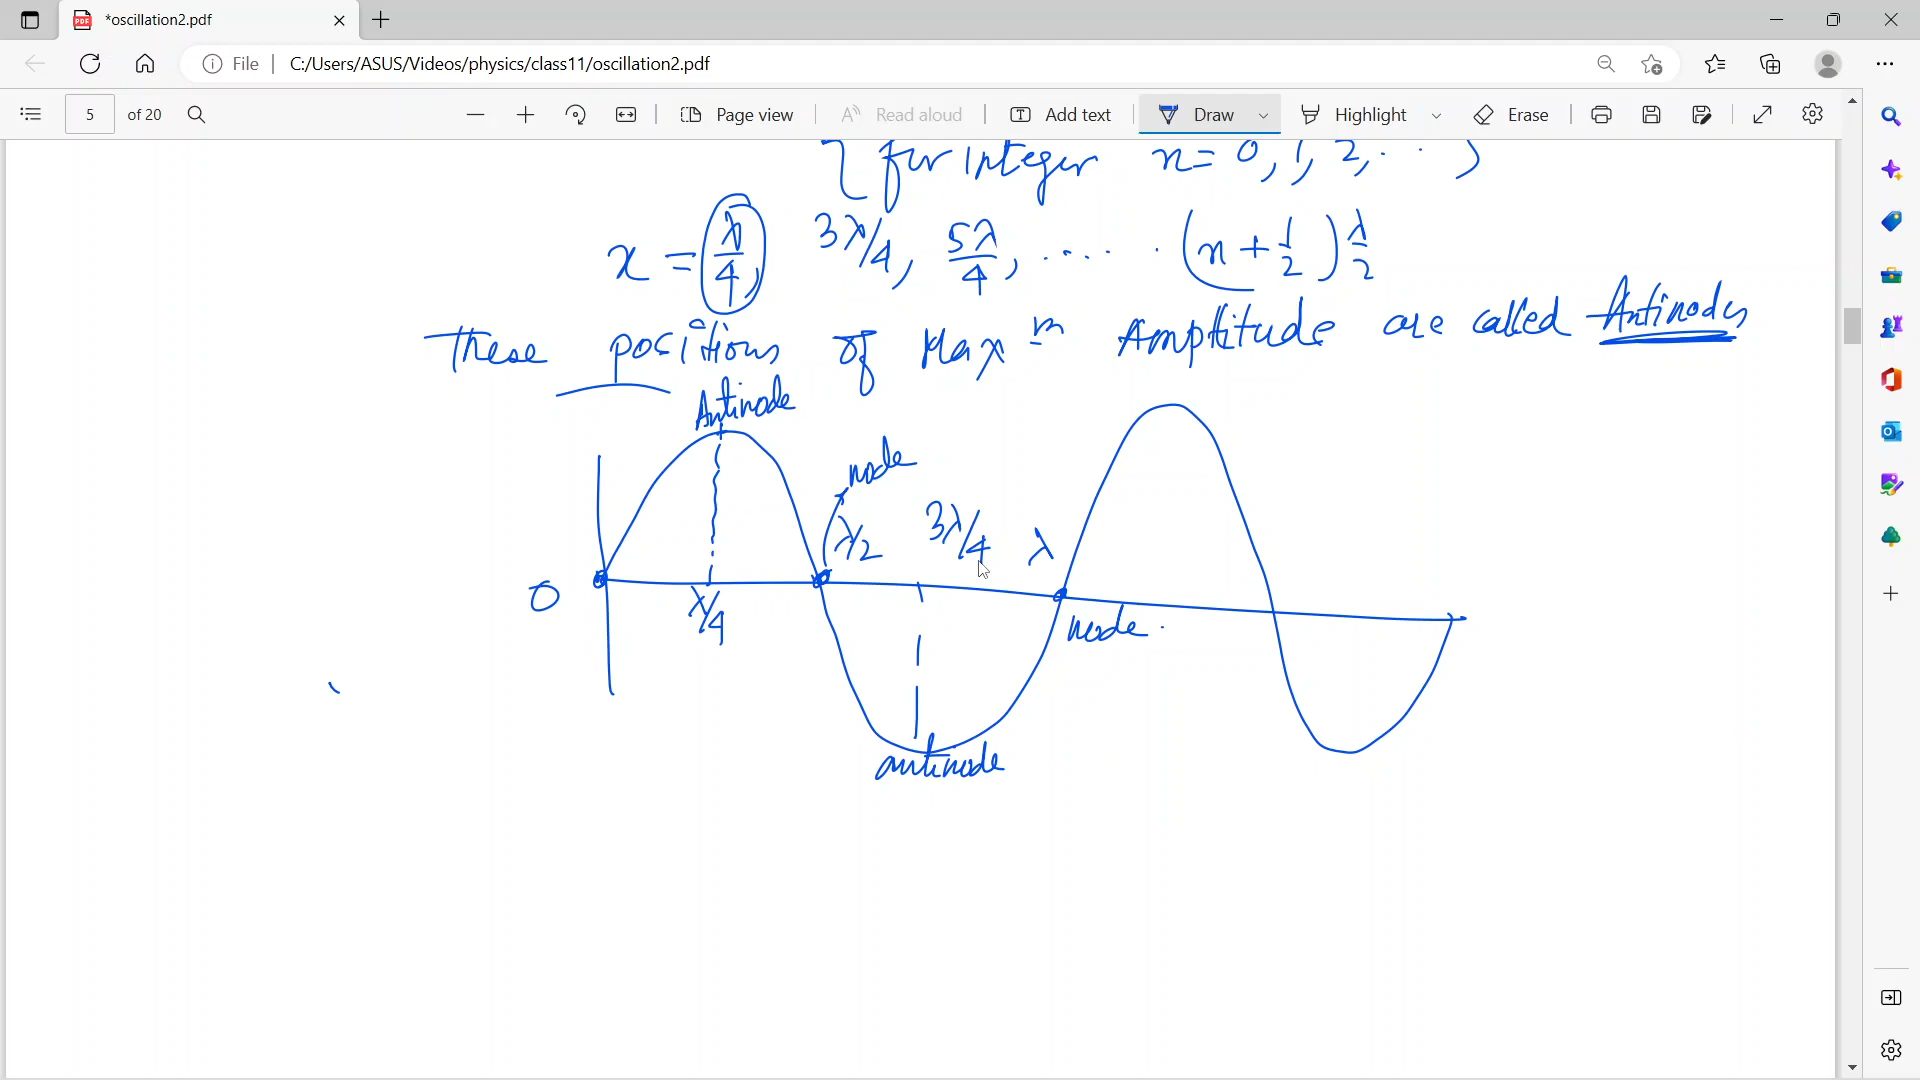 *oscillation2.pdf
File C:/Users/ASUS/Videos/physics/class11/oscillation2.pdf
5 of 20 Page view Read aloud Add text Draw Highlight Erase
{ for integer n = 0, 1, 2, . . }
x = λ/4, 3λ/4, 5λ/4, ..... (n + 1/2) λ/2
These positions of Max m Amplitude are called Antinodes
Antinode
node
λ/2 3λ/4 λ
0 λ/4 node.
antinode